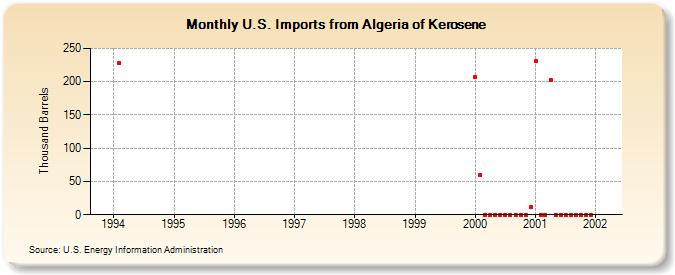 Monthly U.S. Imports from Algeria of Kerosene
Thousand Barrels
250
200
150
100
50
0
1994 1995 1996 1997 1998 1999 2000 2001 2002
Source: U.S. Energy Information Administration